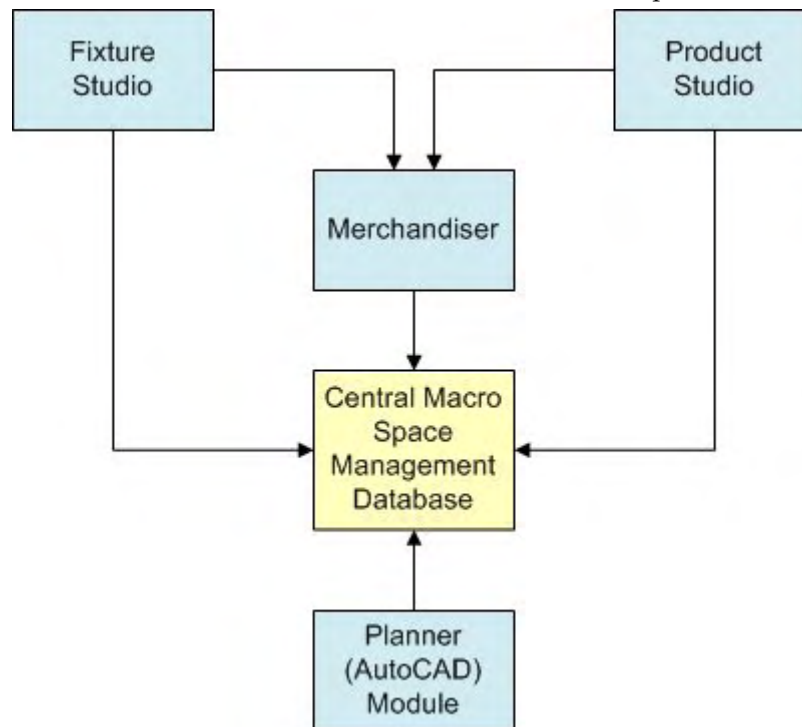 Fixture
Studio
Product
Studio
Merchandiser
Central Macro
Space
Management
Database
Planner
(AutoCAD)
Module